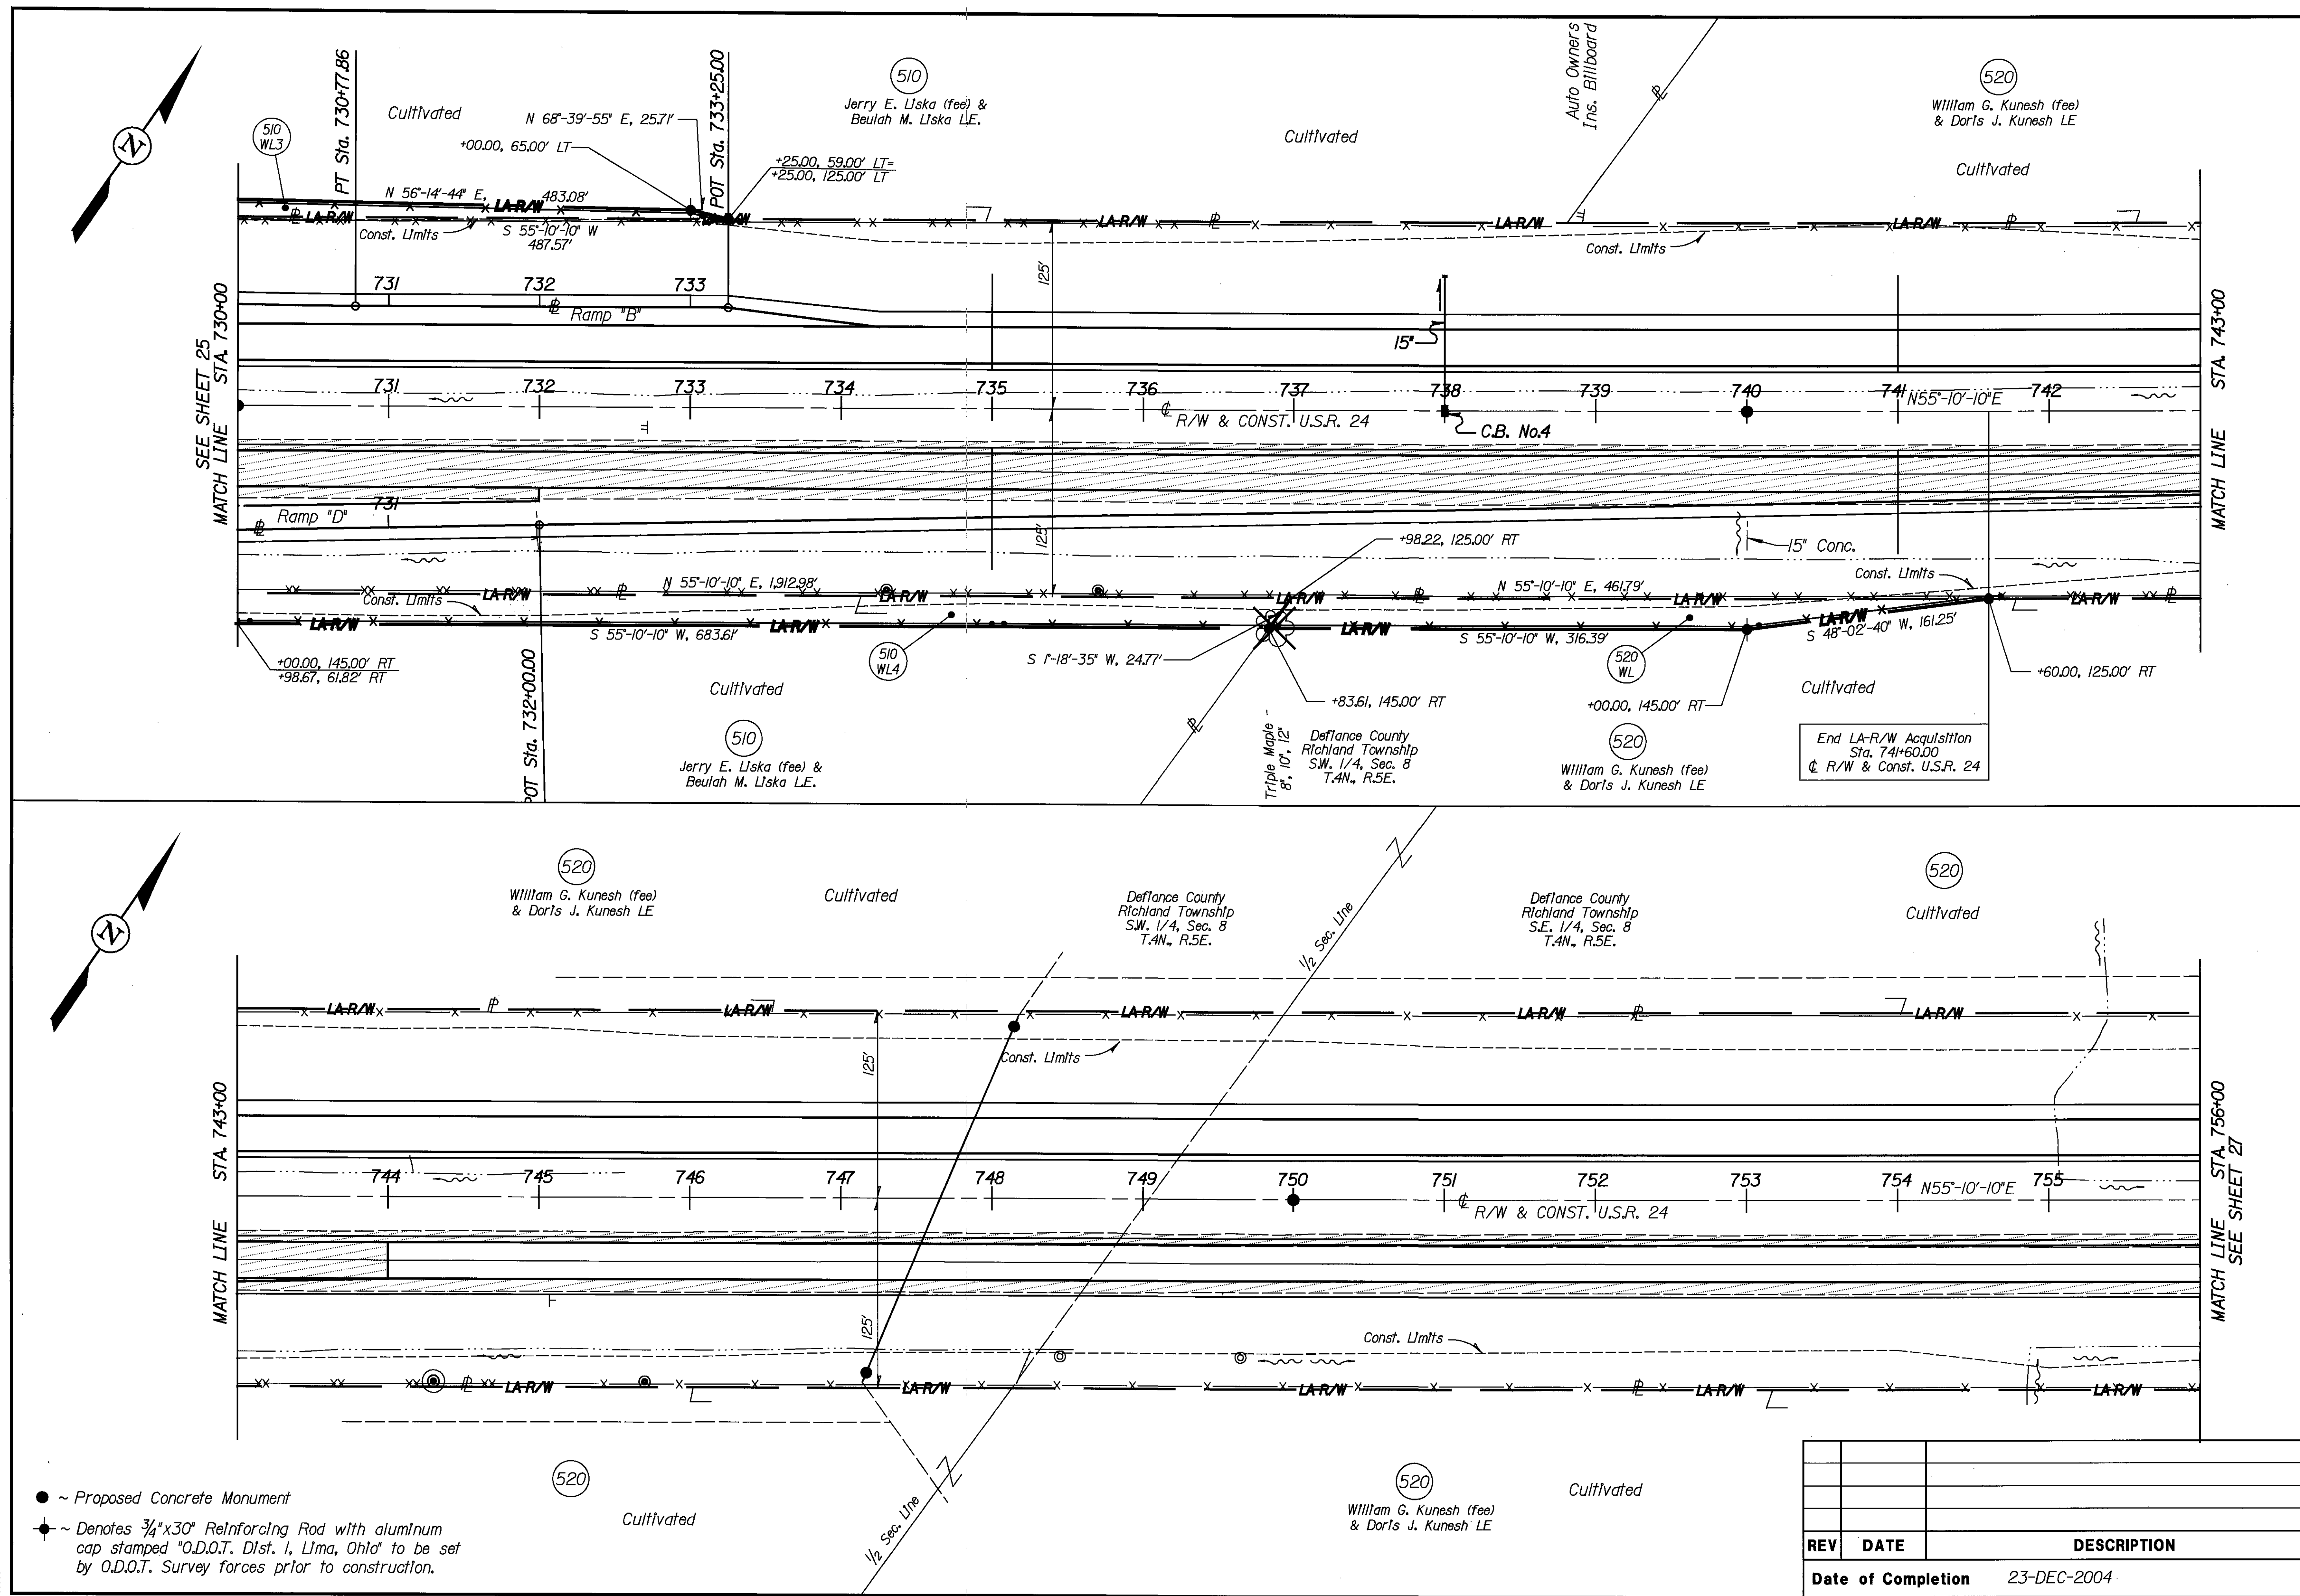 PT Sta. 730+77.86
Cultivated
510
WL3
N 68°-39'-55" E, 25.71'
+00.00, 65.00' LT
POT Sta. 733+25.00
510
Jerry E. Liska (fee) &
Beulah M. Liska L.E.
+25.00, 59.00' LT=
+25.00, 125.00' LT
Cultivated
Auto Owners
Ins. Billboard
520
William G. Kunesh (fee)
& Doris J. Kunesh LE
Cultivated
N
N 56°-14'-44" E, 483.08'
LA-R/W
LA-R/W
LA-R/W
LA-R/W
LA-R/W
LA-R/W
Const. Limits
S 55°-10'-10" W
487.57'
Const. Limits
125'
731 732 733
Ramp "B"
15"
SEE SHEET 25
MATCH LINE STA. 730+00
731 732 733 734 735 736 737 738 739 740 741 742
N55°-10'-10"E
R/W & CONST. U.S.R. 24
C.B. No.4
MATCH LINE STA. 743+00
731
Ramp "D"
125'
+98.22, 125.00' RT
15" Conc.
Const. Limits
Const. Limits
LA-R/W
N 55°-10'-10" E, 1,912.98'
LA-R/W
LA-R/W
N 55°-10'-10" E, 461.79'
LA-R/W
LA-R/W
LA-R/W
S 55°-10'-10" W, 683.61'
LA-R/W
LA-R/W
S 55°-10'-10" W, 316.39'
LA-R/W
S 48°-02'-40" W, 161.25'
+00.00, 145.00' RT
+98.67, 61.82' RT
510
WL4
S 1°-18'-35" W, 24.77'
520
WL
+60.00, 125.00' RT
POT Sta. 732+00.00
Cultivated
+83.61, 145.00' RT
+00.00, 145.00' RT
Cultivated
510
Jerry E. Liska (fee) &
Beulah M. Liska L.E.
Triple Maple -
8", 10", 12"
Defiance County
Richland Township
S.W. 1/4, Sec. 8
T.4N., R.5E.
520
William G. Kunesh (fee)
& Doris J. Kunesh LE
End LA-R/W Acquisition
Sta. 741+60.00
℄ R/W & Const. U.S.R. 24
N
520
William G. Kunesh (fee)
& Doris J. Kunesh LE
Cultivated
Defiance County
Richland Township
S.W. 1/4, Sec. 8
T.4N., R.5E.
1/2 Sec. Line
Defiance County
Richland Township
S.E. 1/4, Sec. 8
T.4N., R.5E.
520
Cultivated
LA-R/W
LA-R/W
LA-R/W
LA-R/W
LA-R/W
Const. Limits
125'
MATCH LINE STA. 743+00
744 745 746 747 748 749 750 751 752 753 754 755
N55°-10'-10"E
℄ R/W & CONST. U.S.R. 24
MATCH LINE STA. 756+00
SEE SHEET 27
125'
Const. Limits
LA-R/W
LA-R/W
LA-R/W
LA-R/W
LA-R/W
520
Cultivated
1/2 Sec. Line
520
William G. Kunesh (fee)
& Doris J. Kunesh LE
Cultivated
~ Proposed Concrete Monument
~ Denotes 3/4"x30" Reinforcing Rod with aluminum
cap stamped "O.D.O.T. Dist. 1, Lima, Ohio" to be set
by O.D.O.T. Survey forces prior to construction.
REV DATE DESCRIPTION
Date of Completion 23-DEC-2004